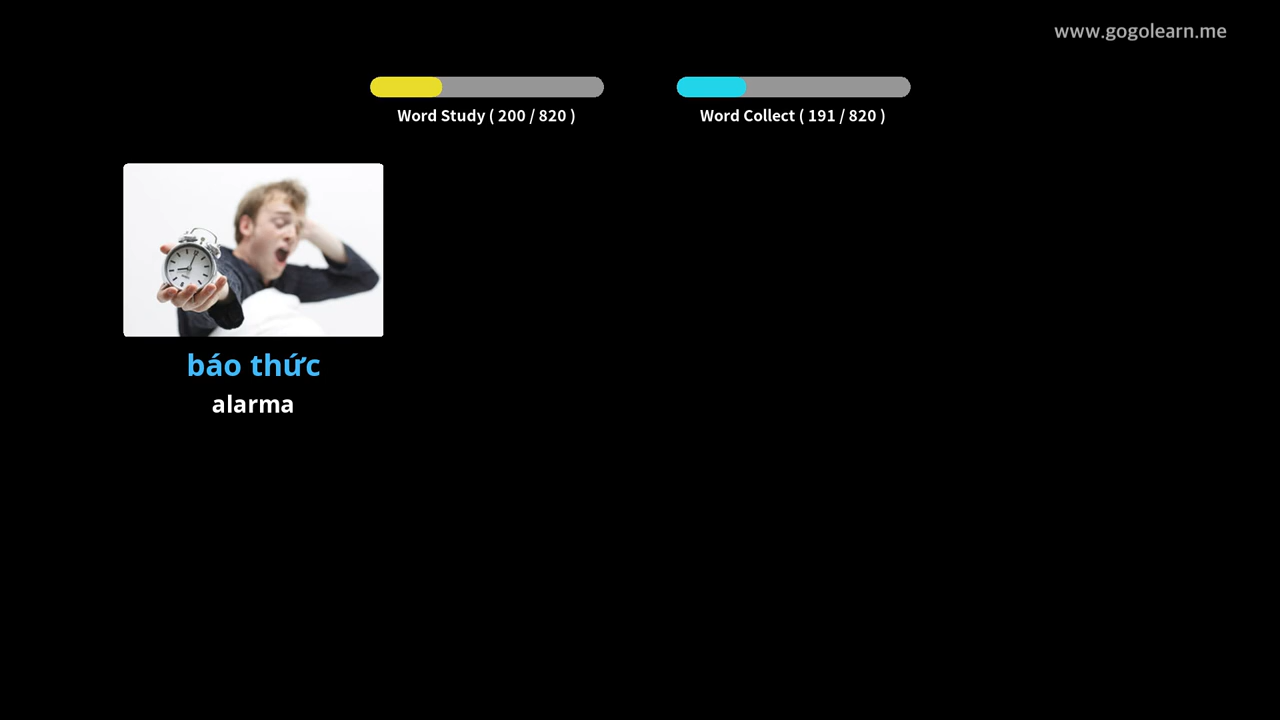 www.gogolearn.me
Word Study ( 200 / 820 )
Word Collect ( 191 / 820 )
báo thức
alarma